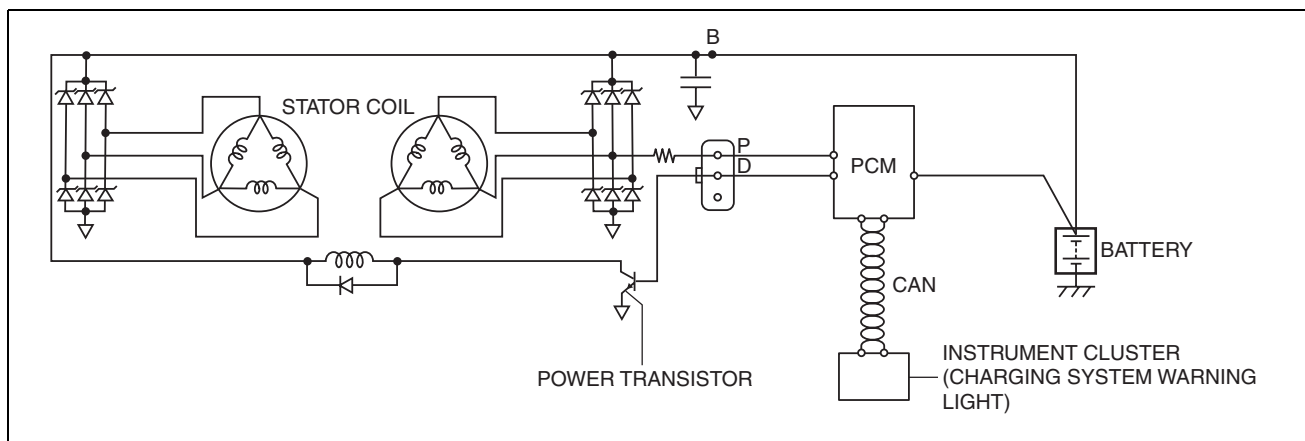 B
STATOR COIL
P
D
PCM
BATTERY
CAN
POWER TRANSISTOR
INSTRUMENT CLUSTER
(CHARGING SYSTEM WARNING
LIGHT)